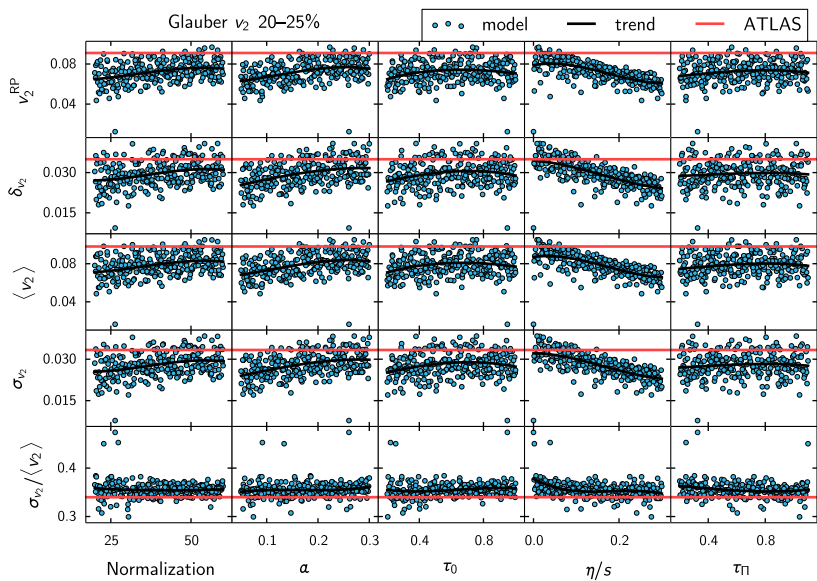 Glauber v₂ 20–25%
model trend ATLAS
v₂ᴿᴾ
0.08
0.04
δᵥ₂
0.030
0.015
⟨v₂⟩
0.08
0.04
σᵥ₂
0.030
0.015
σᵥ₂/⟨v₂⟩
0.4
0.3
25 50 0.1 0.2 0.3 0.4 0.8 0.0 0.2 0.4 0.8
Normalization α τ₀ η/s τ_Π